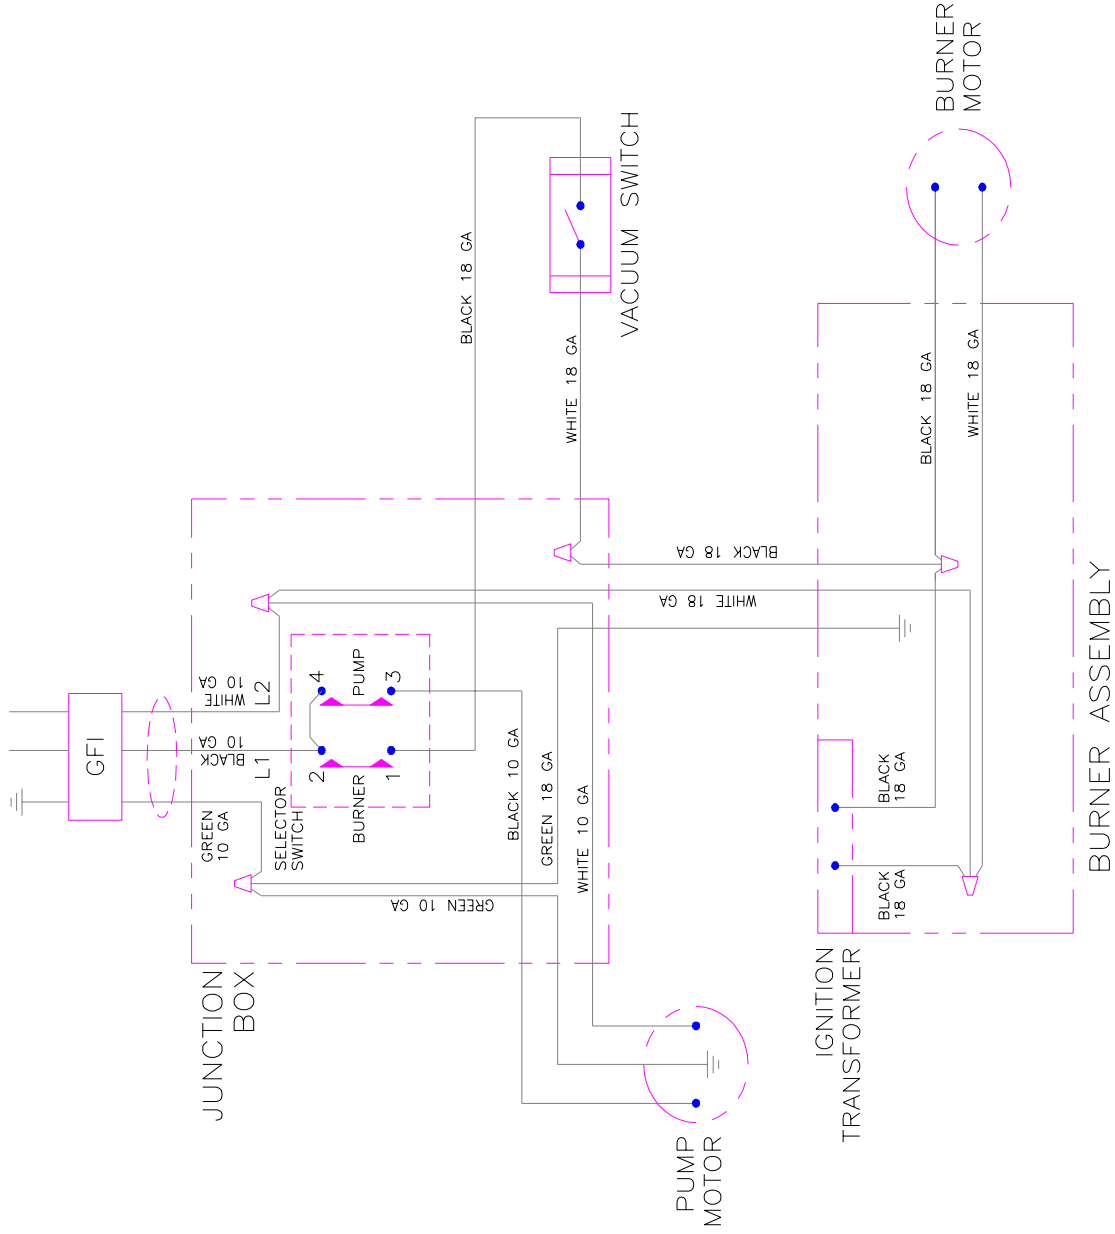 GFI
GREEN
10 GA
BLACK
10 GA
WHITE
10 GA
L1
L2
SELECTOR
SWITCH
BURNER
PUMP
2
4
1
3
JUNCTION
BOX
GREEN 10 GA
BLACK 10 GA
GREEN 18 GA
WHITE 10 GA
BLACK 18 GA
WHITE 18 GA
VACUUM SWITCH
BLACK 18 GA
WHITE 18 GA
PUMP
MOTOR
BURNER
MOTOR
BLACK 18 GA
WHITE 18 GA
BLACK
18 GA
BLACK
18 GA
IGNITION
TRANSFORMER
BURNER ASSEMBLY